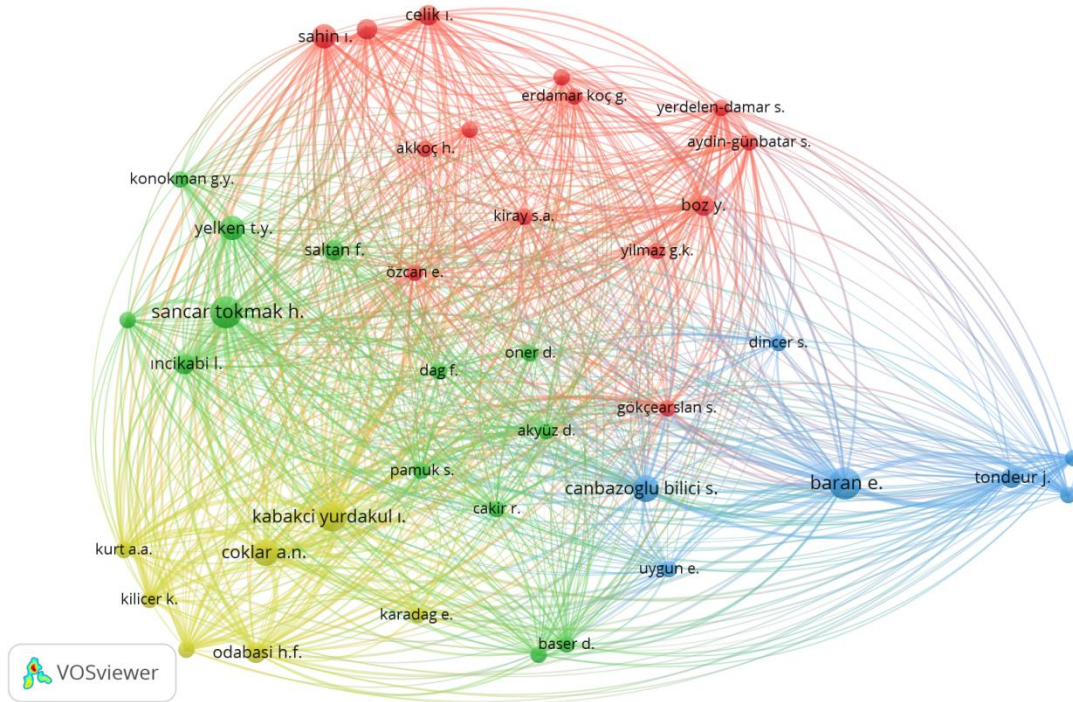 celik ı.
sahin ı.
erdamar koç g.
yerdelen-damar s.
aydin-günbatar s.
akkoç h.
konokman g.y.
boz y.
kiray s.a.
yelken t.y.
saltan f.
yilmaz g.k.
özcan e.
sancar tokmak h.
dincer s.
oner d.
ıncikabi l.
dag f.
gökçearslan s.
akyüz d.
pamuk s.
tondeur j.
baran e.
canbazoglu bilici s.
cakir r.
kabakci yurdakul ı.
kurt a.a.
coklar a.n.
uygun e.
kilicer k.
karadag e.
baser d.
odabasi h.f.
VOSviewer